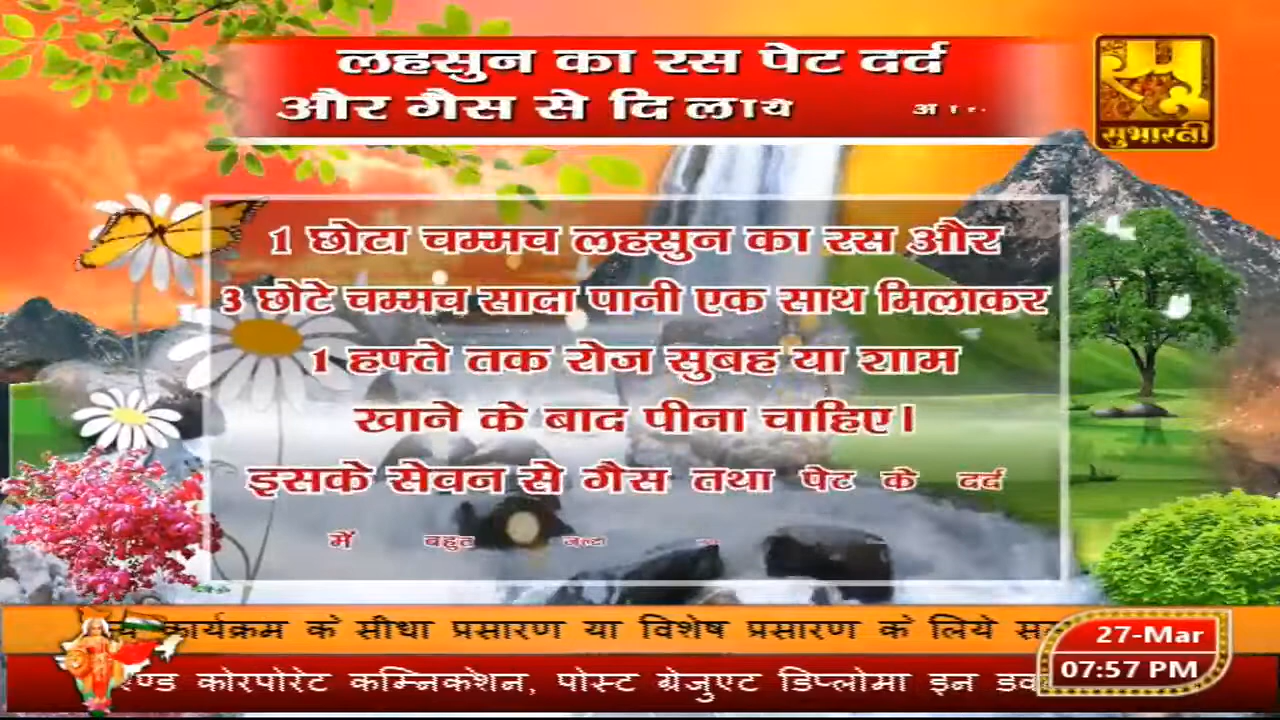 लहसुन का रस पेट दर्द
और गैस से दिलाये
सुभारती
1 छोटा चम्मच लहसुन का रस और
3 छोटे चम्मच सादा पानी एक साथ मिलाकर
1 हफ्ते तक रोज सुबह या शाम
खाने के बाद पीना चाहिए।
इसके सेवन से गैस तथा पेट के दर्द
में बहुत
कार्यक्रम के सीधा प्रसारण या विशेष प्रसारण के लिये
27-Mar
कोरपोरेट कम्निकेशन, पोस्ट ग्रेजुएट डिप्लोमा इन
07:57 PM